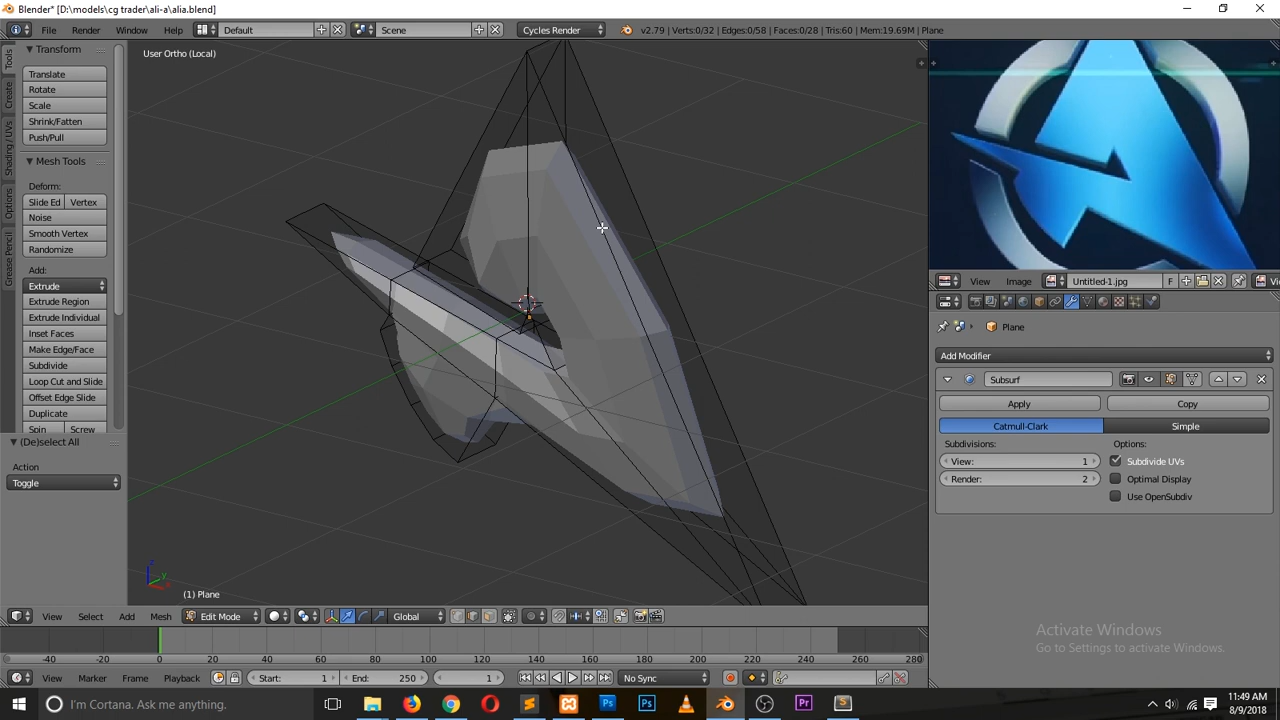 Blender* [D:\models\cg trader\ali-a\alia.blend]
File Render Window Help Default Scene Cycles Render v2.79 | Verts:0/32 | Edges:0/58 | Faces:0/28 | Tris:60 | Mem:19.69M | Plane
Tools
Create
Shading / UVs
Options
Grease Pencil
Transform
Translate
Rotate
Scale
Shrink/Fatten
Push/Pull
Mesh Tools
Deform:
Slide Ed Vertex
Noise
Smooth Vertex
Randomize
Add:
Extrude
Extrude Region
Extrude Individual
Inset Faces
Make Edge/Face
Subdivide
Loop Cut and Slide
Offset Edge Slide
Duplicate
Spin Screw
(De)select All
Action
Toggle
User Ortho (Local)
(1) Plane
View Select Add Mesh Edit Mode Global
View Image Untitled-1.jpg F Vi
Plane
Add Modifier
Subsurf
Apply Copy
Catmull-Clark Simple
Subdivisions: Options:
View: 1 Subdivide UVs
Render: 2 Optimal Display
Use OpenSubdiv
Activate Windows
Go to Settings to activate Windows.
-40 -20 0 20 40 60 80 100 120 140 160 180 200 220 240 260 280
View Marker Frame Playback Start: 1 End: 250 1 No Sync
I'm Cortana. Ask me anything.
11:49 AM
8/9/2018